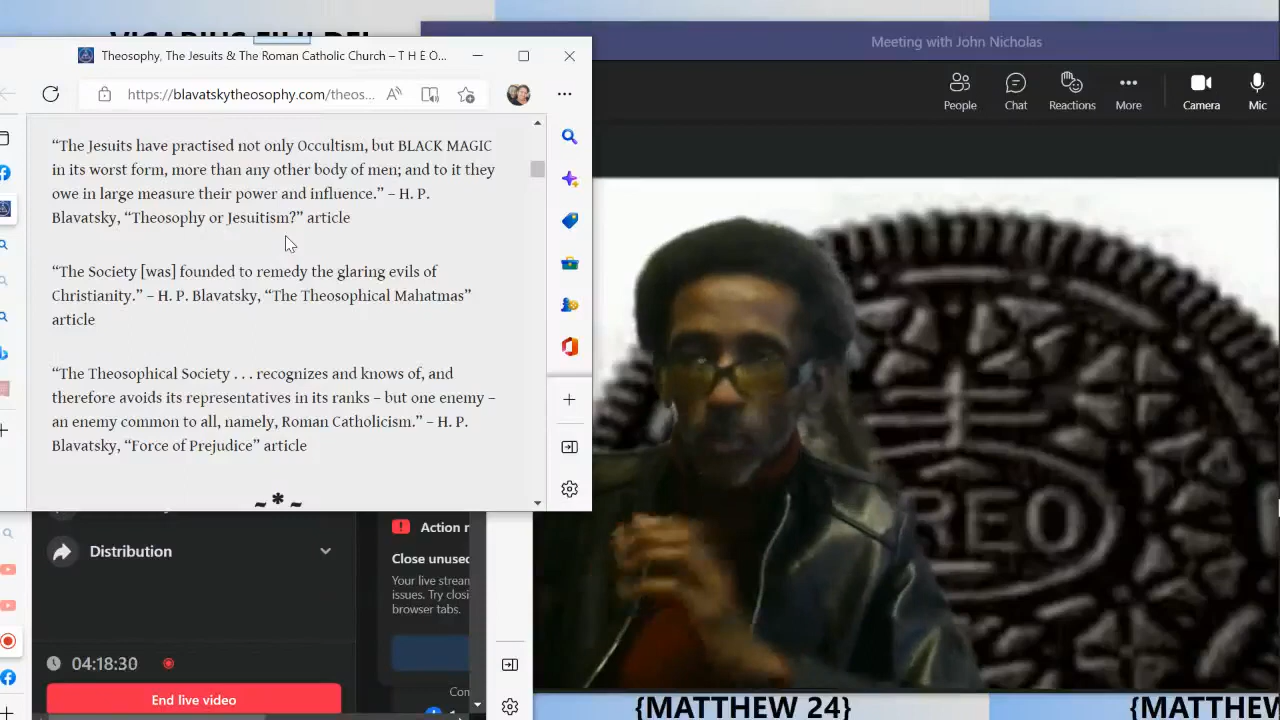 Meeting with John Nicholas
Theosophy, The Jesuits & The Roman Catholic Church – T H E O...
https://blavatskytheosophy.com/theos...
People
Chat
Reactions
More
Camera
Mic
“The Jesuits have practised not only Occultism, but BLACK MAGIC
in its worst form, more than any other body of men; and to it they
owe in large measure their power and influence.” – H. P.
Blavatsky, “Theosophy or Jesuitism?” article
“The Society [was] founded to remedy the glaring evils of
Christianity.” – H. P. Blavatsky, “The Theosophical Mahatmas”
article
“The Theosophical Society . . . recognizes and knows of, and
therefore avoids its representatives in its ranks – but one enemy –
an enemy common to all, namely, Roman Catholicism.” – H. P.
Blavatsky, “Force of Prejudice” article
~*~
REO
Distribution
Action r
Close unused
Your live strean
issues. Try closi
browser tabs.
04:18:30
End live video
Con
{MATTHEW 24}
{MATTHEW